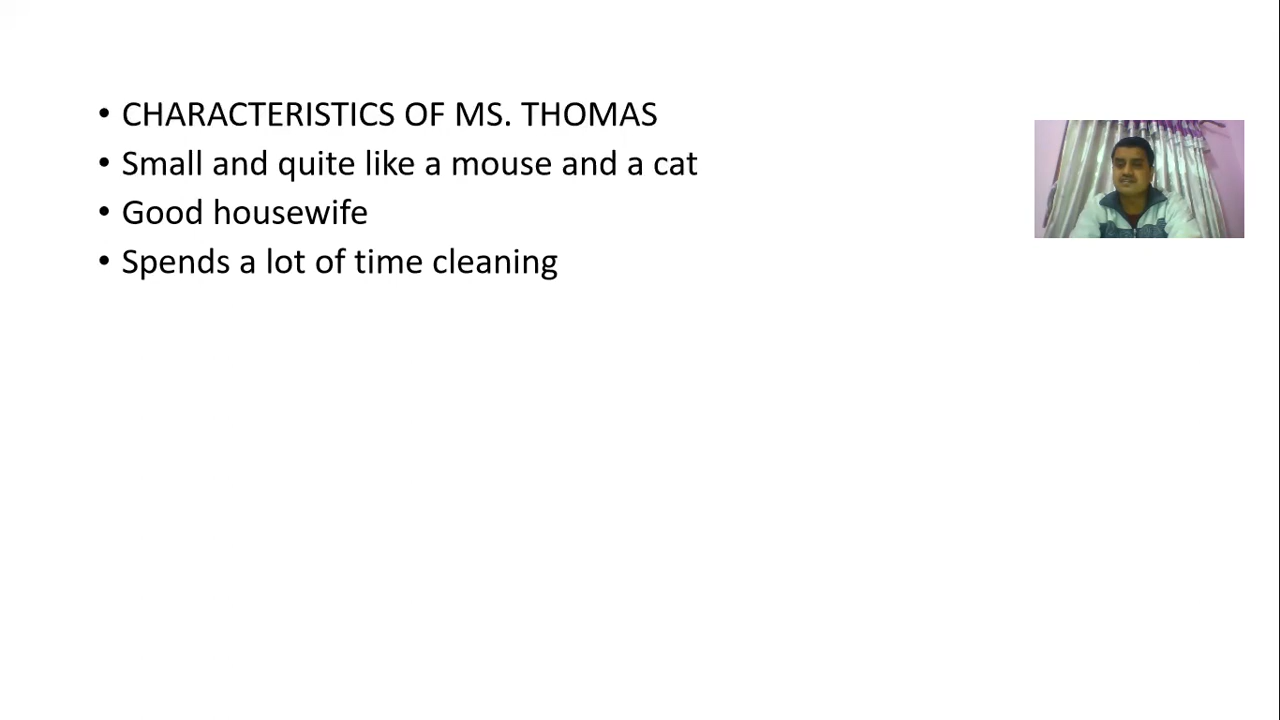 • CHARACTERISTICS OF MS. THOMAS
• Small and quite like a mouse and a cat
• Good housewife
• Spends a lot of time cleaning